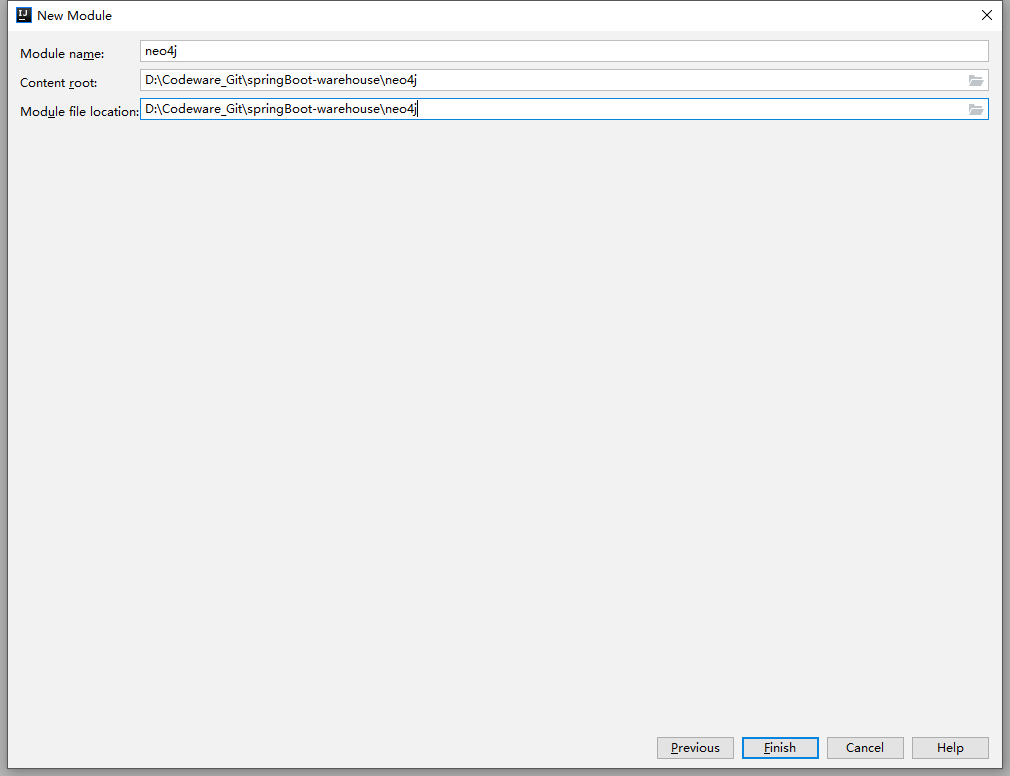 New Module
Module name: neo4j
Content root: D:\Codeware_Git\springBoot-warehouse\neo4j
Module file location: D:\Codeware_Git\springBoot-warehouse\neo4j
Previous Finish Cancel Help